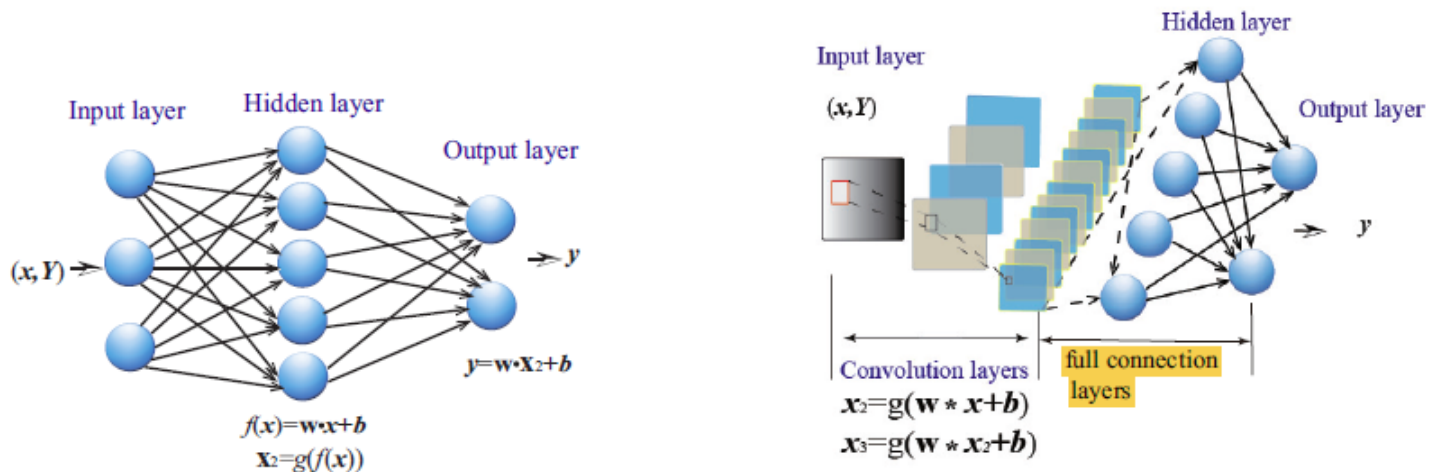 Input layer
Hidden layer
Output layer
(x, Y)
y
y=w•x₂+b
f(x)=w•x+b
x₂=g(f(x))
Hidden layer
Input layer
(x, Y)
Output layer
y
Convolution layers
full connection
layers
x₂=g(w * x+b)
x₃=g(w * x₂+b)